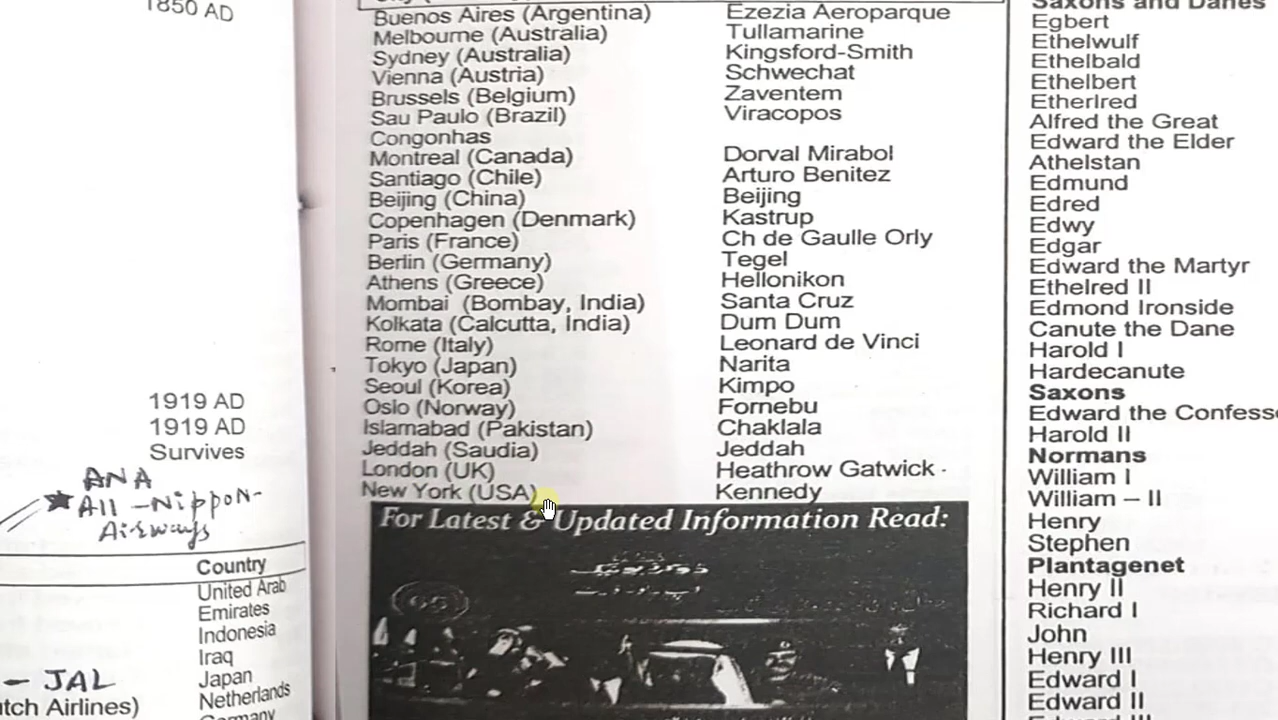 1850 AD
1919 AD
1919 AD
Survives
ANA
All -Nippon-
Airways
Country
United Arab
Emirates
Indonesia
Iraq
- JAL Japan
tch Airlines) Netherlands
Germany
Buenos Aires (Argentina) Ezezia Aeroparque
Melbourne (Australia) Tullamarine
Sydney (Australia) Kingsford-Smith
Vienna (Austria) Schwechat
Brussels (Belgium) Zaventem
Sau Paulo (Brazil) Viracopos
Congonhas
Montreal (Canada) Dorval Mirabol
Santiago (Chile) Arturo Benitez
Beijing (China) Beijing
Copenhagen (Denmark) Kastrup
Paris (France) Ch de Gaulle Orly
Berlin (Germany) Tegel
Athens (Greece) Hellonikon
Mombai (Bombay, India) Santa Cruz
Kolkata (Calcutta, India) Dum Dum
Rome (Italy) Leonard de Vinci
Tokyo (Japan) Narita
Seoul (Korea) Kimpo
Oslo (Norway) Fornebu
Islamabad (Pakistan) Chaklala
Jeddah (Saudia) Jeddah
London (UK) Heathrow Gatwick
New York (USA) Kennedy
For Latest & Updated Information Read:
Saxons and Danes
Egbert
Ethelwulf
Ethelbald
Ethelbert
Etherlred
Alfred the Great
Edward the Elder
Athelstan
Edmund
Edred
Edwy
Edgar
Edward the Martyr
Ethelred II
Edmond Ironside
Canute the Dane
Harold I
Hardecanute
Saxons
Edward the Confess
Harold II
Normans
William I
William – II
Henry
Stephen
Plantagenet
Henry II
Richard I
John
Henry III
Edward I
Edward II